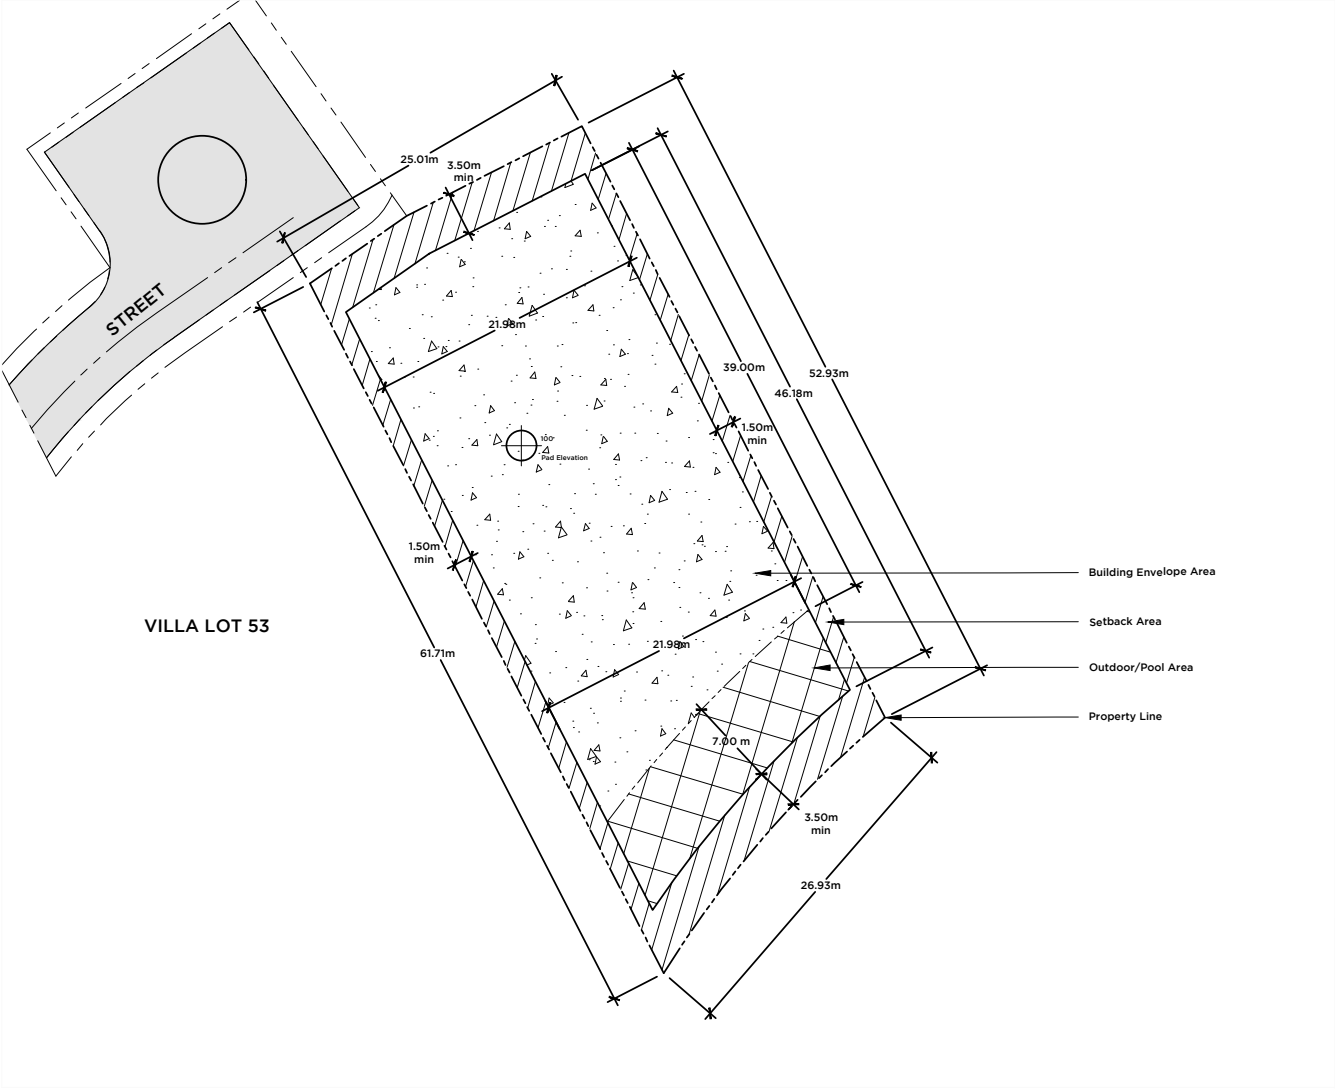 25.01m
3.50m
min
STREET
21.98m
39.00m
52.93m
46.18m
1.50m
min
100'
Pad Elevation
1.50m
min
Building Envelope Area
Setback Area
VILLA LOT 53
21.98m
61.71m
Outdoor/Pool Area
Property Line
7.00 m
3.50m
min
26.93m